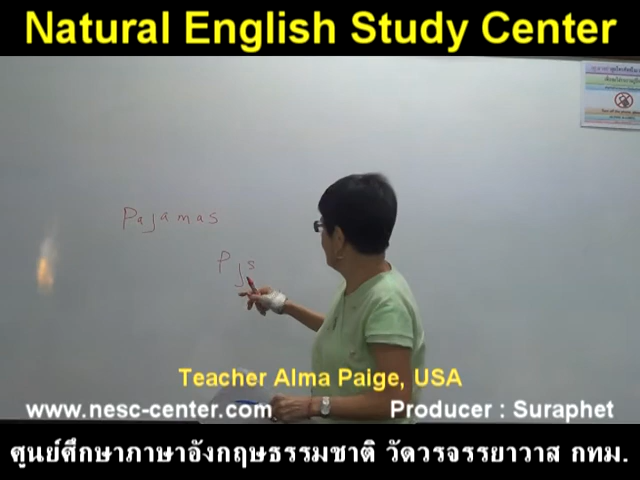 Natural English Study Center
Pajamas
Pjs
Teacher Alma Paige, USA
www.nesc-center.com
Producer : Suraphet
ศูนย์ศึกษาภาษาอังกฤษธรรมชาติ วัดวรจรรยาวาส กทม.